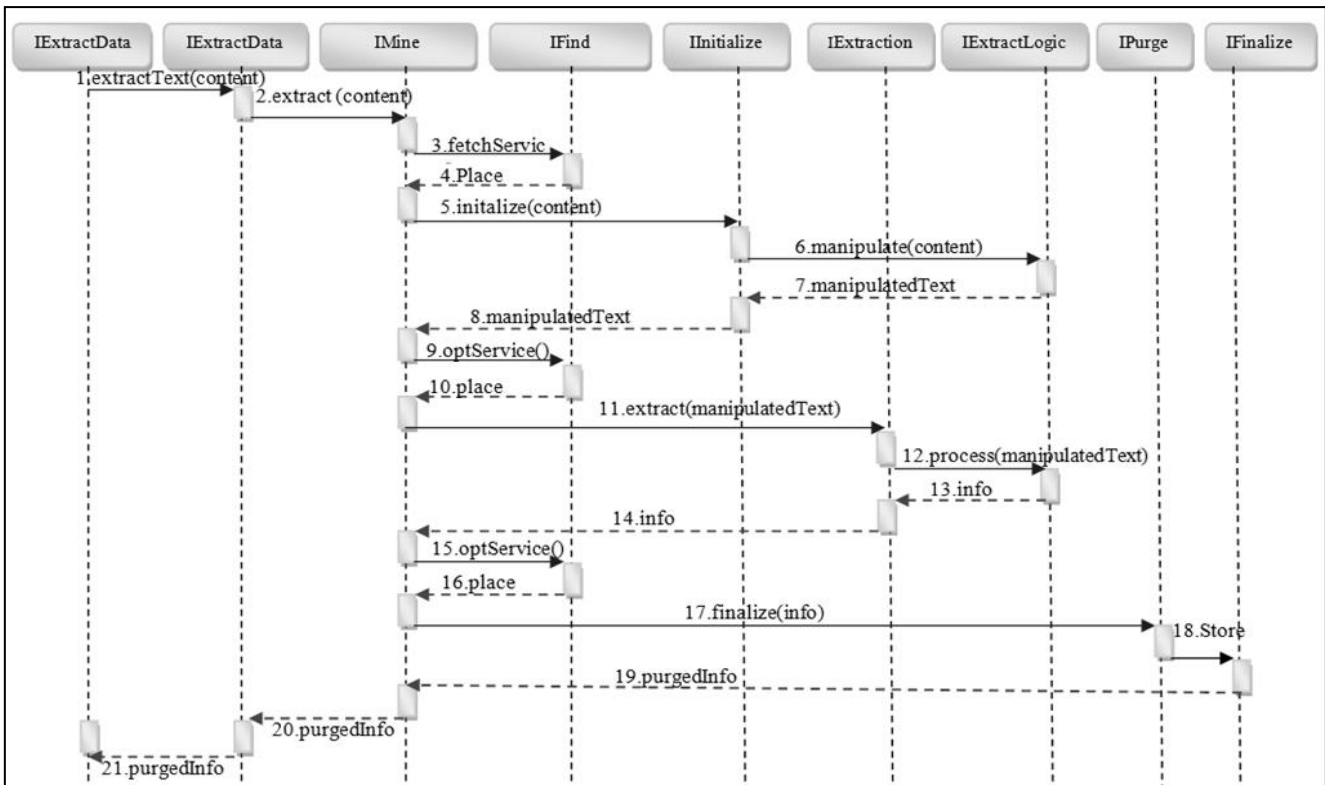 IExtractData IExtractData IMine IFind IInitialize IExtraction IExtractLogic IPurge IFinalize
1.extractText(content)
2.extract (content)
3.fetchServic
4.Place
5.initalize(content)
6.manipulate(content)
7.manipulatedText
8.manipulatedText
9.optService()
10.place
11.extract(manipulatedText)
12.process(manipulatedText)
13.info
14.info
15.optService()
16.place
17.finalize(info)
18.Store
19.purgedInfo
20.purgedInfo
21.purgedInfo